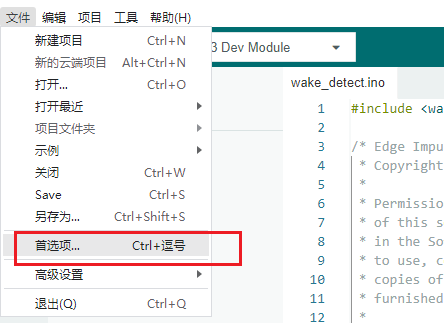 文件 编辑 项目 工具 帮助(H)
新建项目 Ctrl+N
新的云端项目 Alt+Ctrl+N
打开... Ctrl+O
打开最近
项目文件夹
示例
关闭 Ctrl+W
Save Ctrl+S
另存为... Ctrl+Shift+S
首选项... Ctrl+逗号
高级设置
退出(Q) Ctrl+Q
3 Dev Module
wake_detect.ino
1 #include <wa
2
3 /* Edge Impu
4 * Copyright
5 *
6 * Permissio
7 * of this s
8 * in the So
9 * to use, c
10 * copies of
11 * furnished
12 *